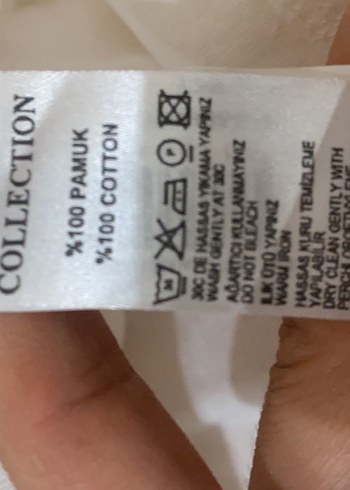 COLLECTION
%100 PAMUK
%100 COTTON
30C DE HASSAS YIKAMA YAPINIZ
WASH GENTLY AT 30C
AĞARTICI KULLANMAYINIZ
DO NOT BLEACH
ILIK ÜTÜ YAPINIZ
WARM IRON
HASSAS KURU TEMİZLEME
YAPILABİLİR
DRY CLEAN GENTLY WITH